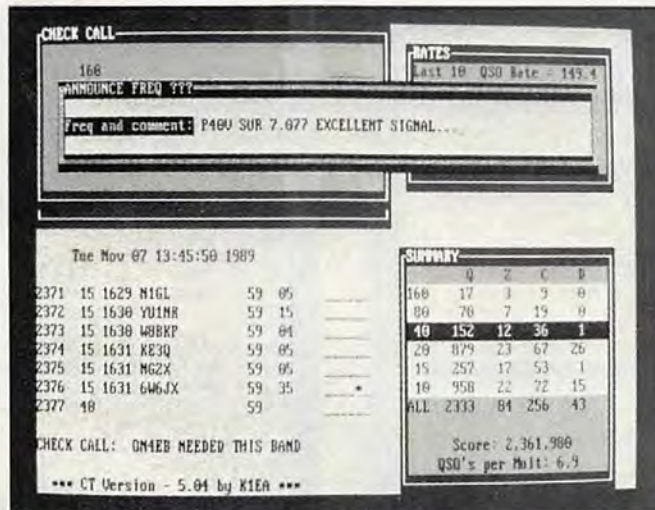 CHECK CALL
160
RATES
Last 10 QSO Rate = 149.4
ANNOUNCE FREQ ???
Freq and comment: P40V SUR 7.077 EXCELLENT SIGNAL...
Tue Nov 07 13:45:50 1989
2371 15 1629 N1GL 59 05
2372 15 1630 YU1NR 59 15
2373 15 1630 W8BKP 59 04
2374 15 1631 KE3Q 59 05
2375 15 1631 MG2X 59 05
2376 15 1631 6W6JX 59 35 *
2377 40 59
CHECK CALL: ON4EB NEEDED THIS BAND
*** CT Version - 5.04 by K1EA ***
SUMMARY
Q Z C D
160 17 3 9 0
80 70 7 19 0
40 152 12 36 1
20 879 23 67 26
15 257 17 53 1
10 958 22 72 15
ALL 2333 84 256 43
Score: 2,361,980
QSO's per Mult: 6.9